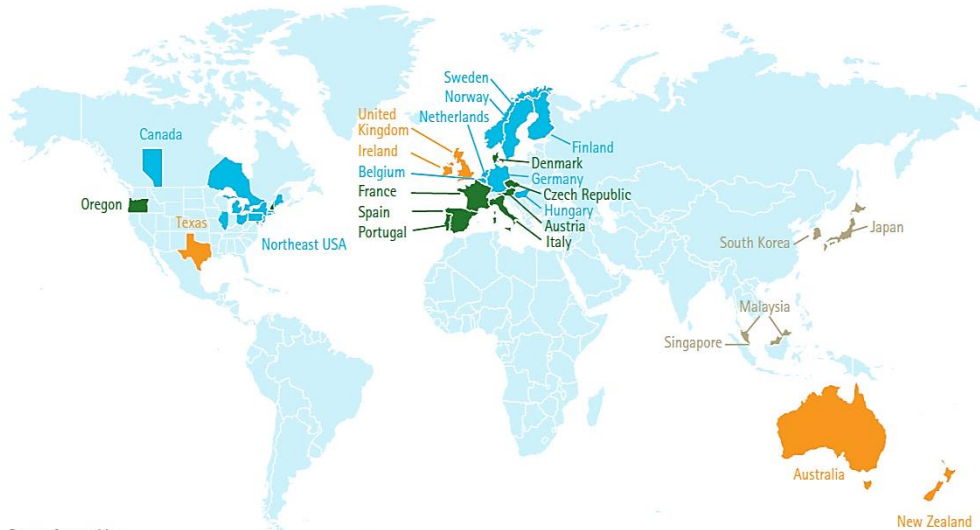 Sweden
Norway
Netherlands
United
Kingdom
Canada
Ireland
Finland
Denmark
Belgium
Germany
Czech Republic
France
Oregon
Hungary
Spain
Texas
Austria
Japan
Portugal
Italy
South Korea
Northeast USA
Malaysia
Singapore
Australia
New Zealand